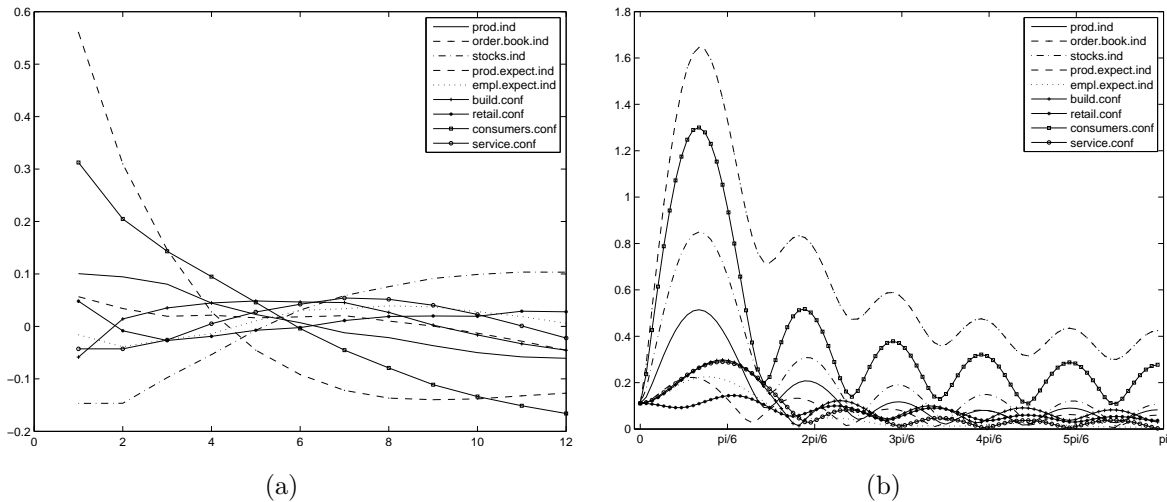 0.6
0.5
0.4
0.3
0.2
0.1
0
−0.1
−0.2
0 2 4 6 8 10 12
prod.ind
order.book.ind
stocks.ind
prod.expect.ind
empl.expect.ind
build.conf
retail.conf
consumers.conf
service.conf
(a)
1.8
1.6
1.4
1.2
1
0.8
0.6
0.4
0.2
0
0 pi/6 2pi/6 3pi/6 4pi/6 5pi/6 pi
prod.ind
order.book.ind
stocks.ind
prod.expect.ind
empl.expect.ind
build.conf
retail.conf
consumers.conf
service.conf
(b)